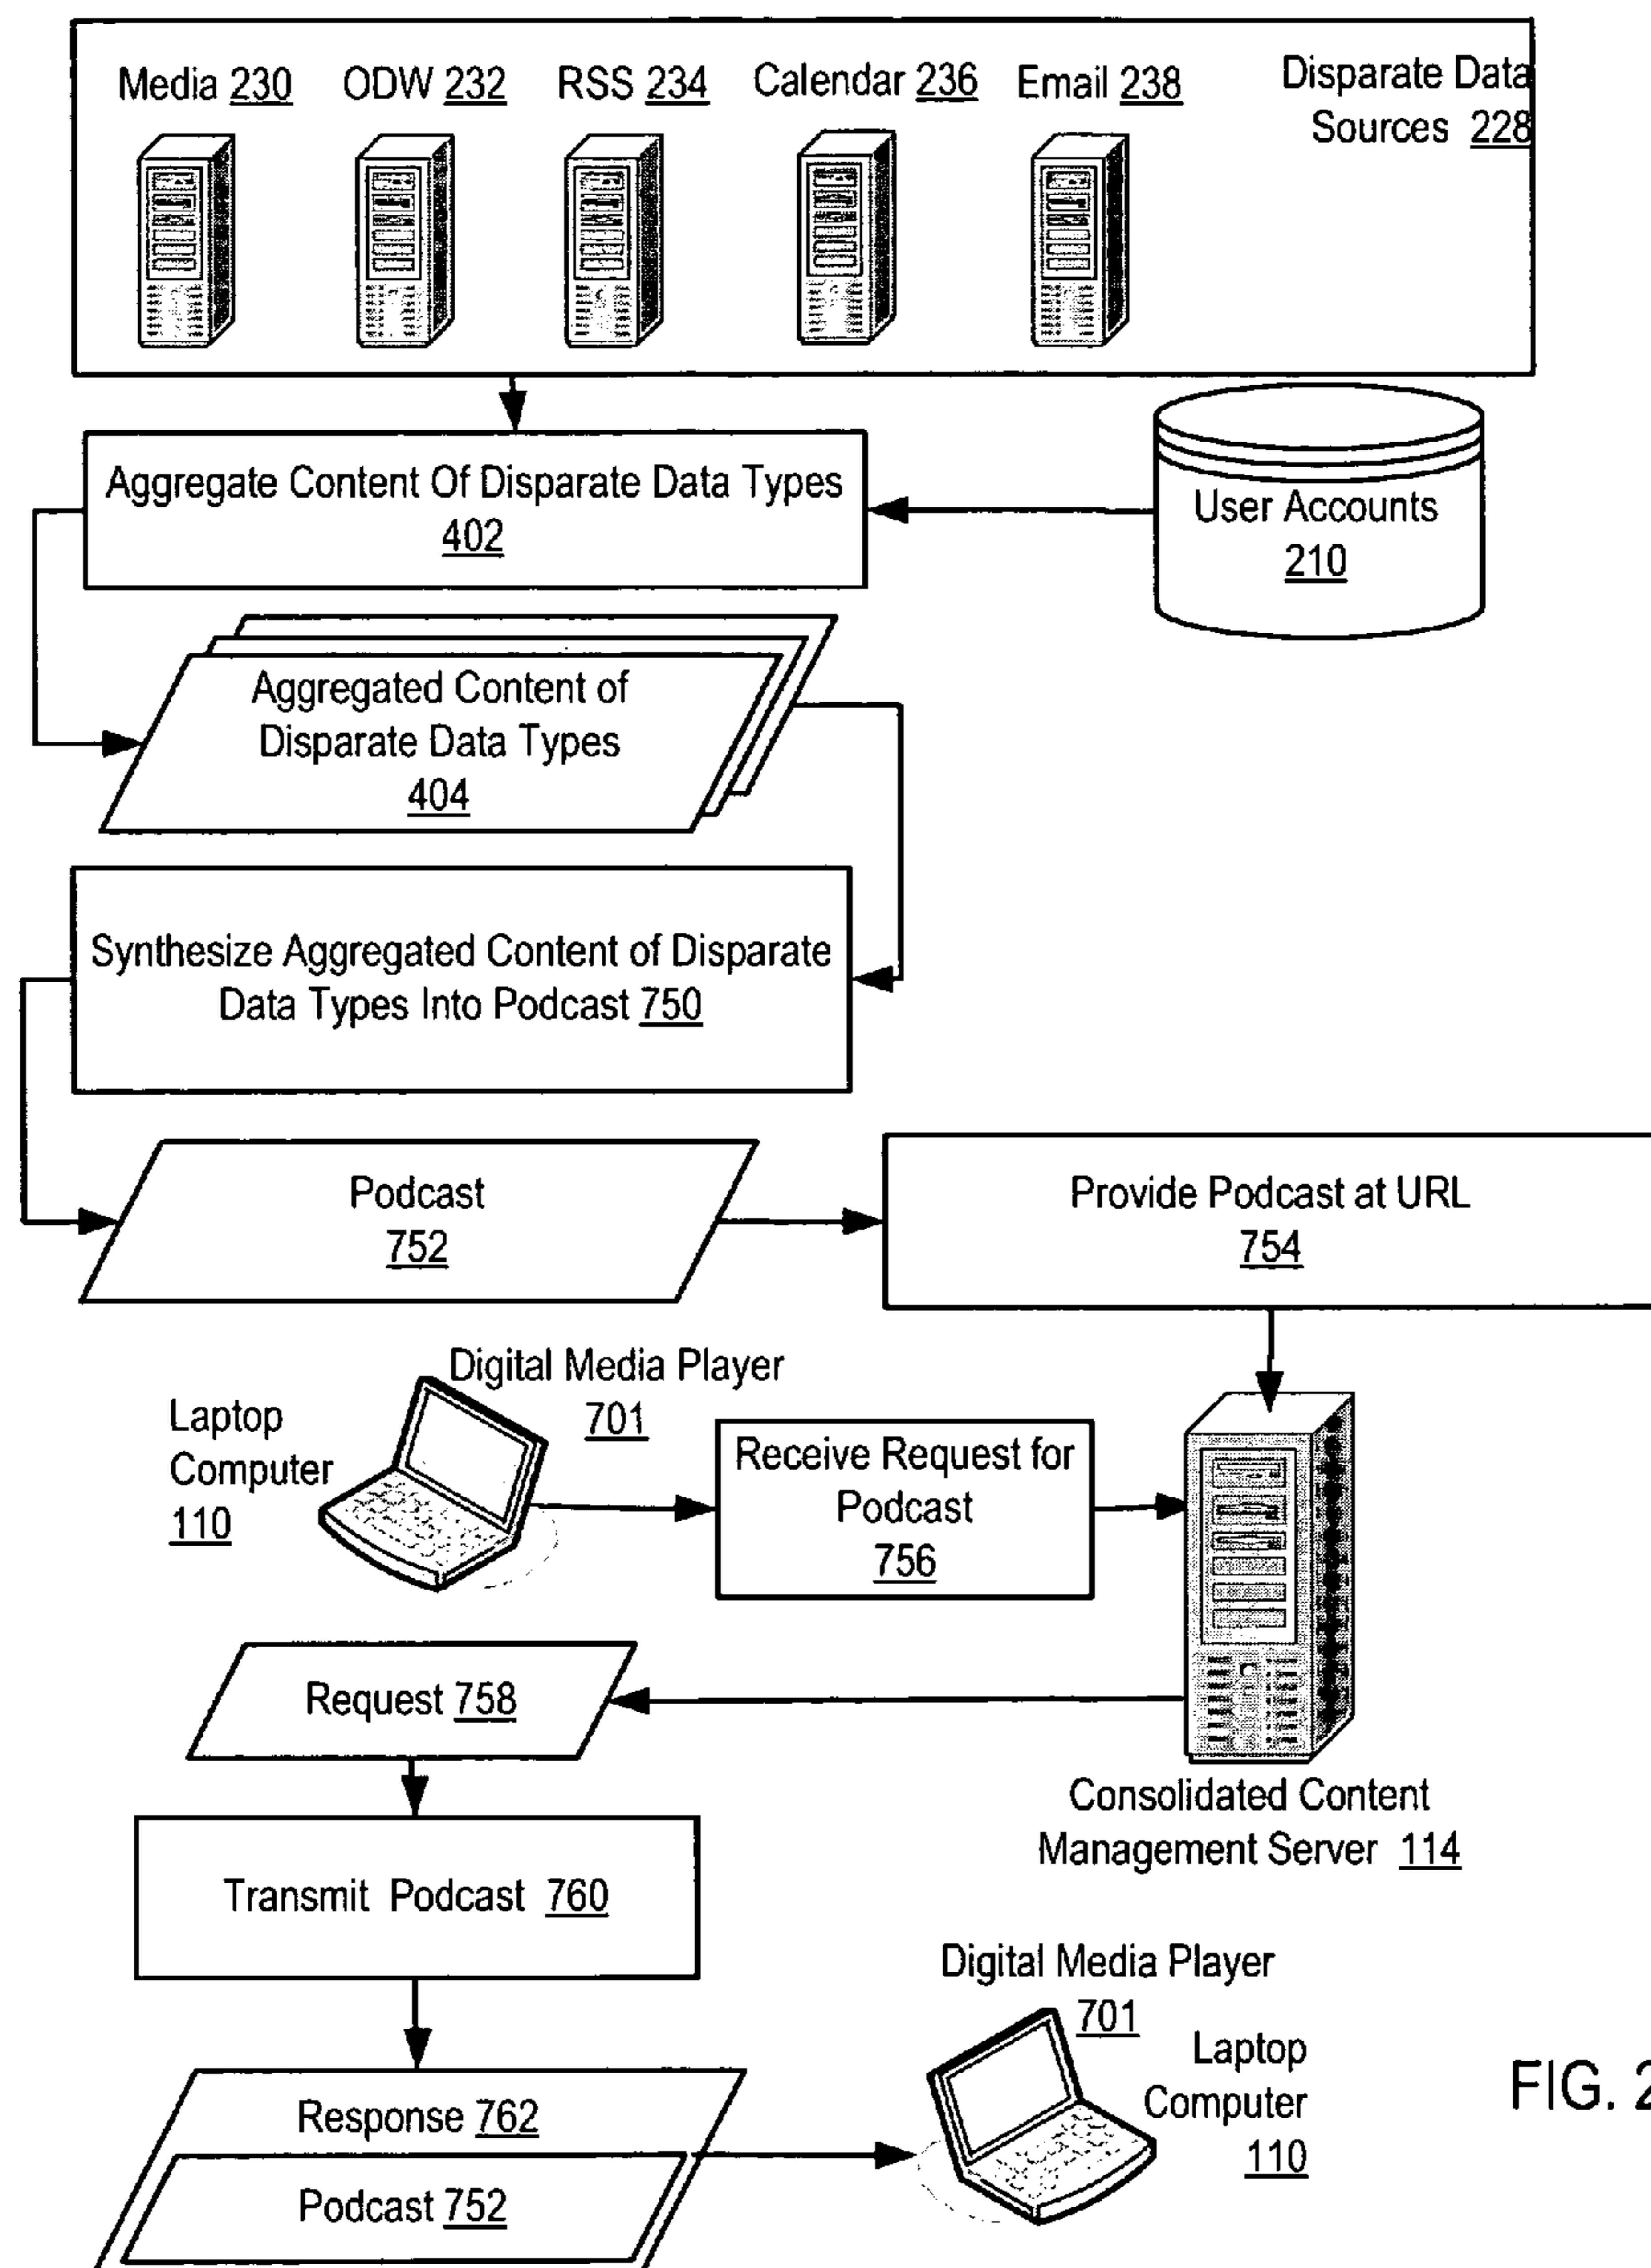 Media 230
ODW 232
RSS 234
Calendar 236
Email 238
Disparate Data
Sources 228
Aggregate Content Of Disparate Data Types
402
User Accounts
210
Aggregated Content of
Disparate Data Types
404
Synthesize Aggregated Content of Disparate
Data Types Into Podcast 750
Podcast
752
Provide Podcast at URL
754
Digital Media Player
701
Laptop
Computer
110
Receive Request for
Podcast
756
Request 758
Consolidated Content
Management Server 114
Transmit Podcast 760
Digital Media Player
701
Laptop
Computer
110
Response 762
Podcast 752
FIG. 2